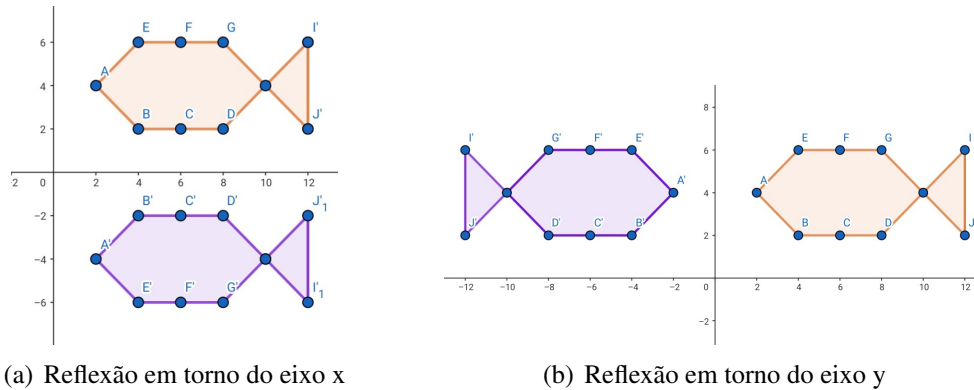 E F G I'
6
A
4
B C D J'
2
-2 0 2 4 6 8 10 12
B' C' D' J'1
−2
A'
−4
E' F' G' I'1
−6
(a) Reflexão em torno do eixo x
8
I' G' F' E' E F G I
6
A' A
4
J' D' C' B' B C D J
2
−12 −10 −8 −6 −4 −2 0 2 4 6 8 10 12
−2
(b) Reflexão em torno do eixo y